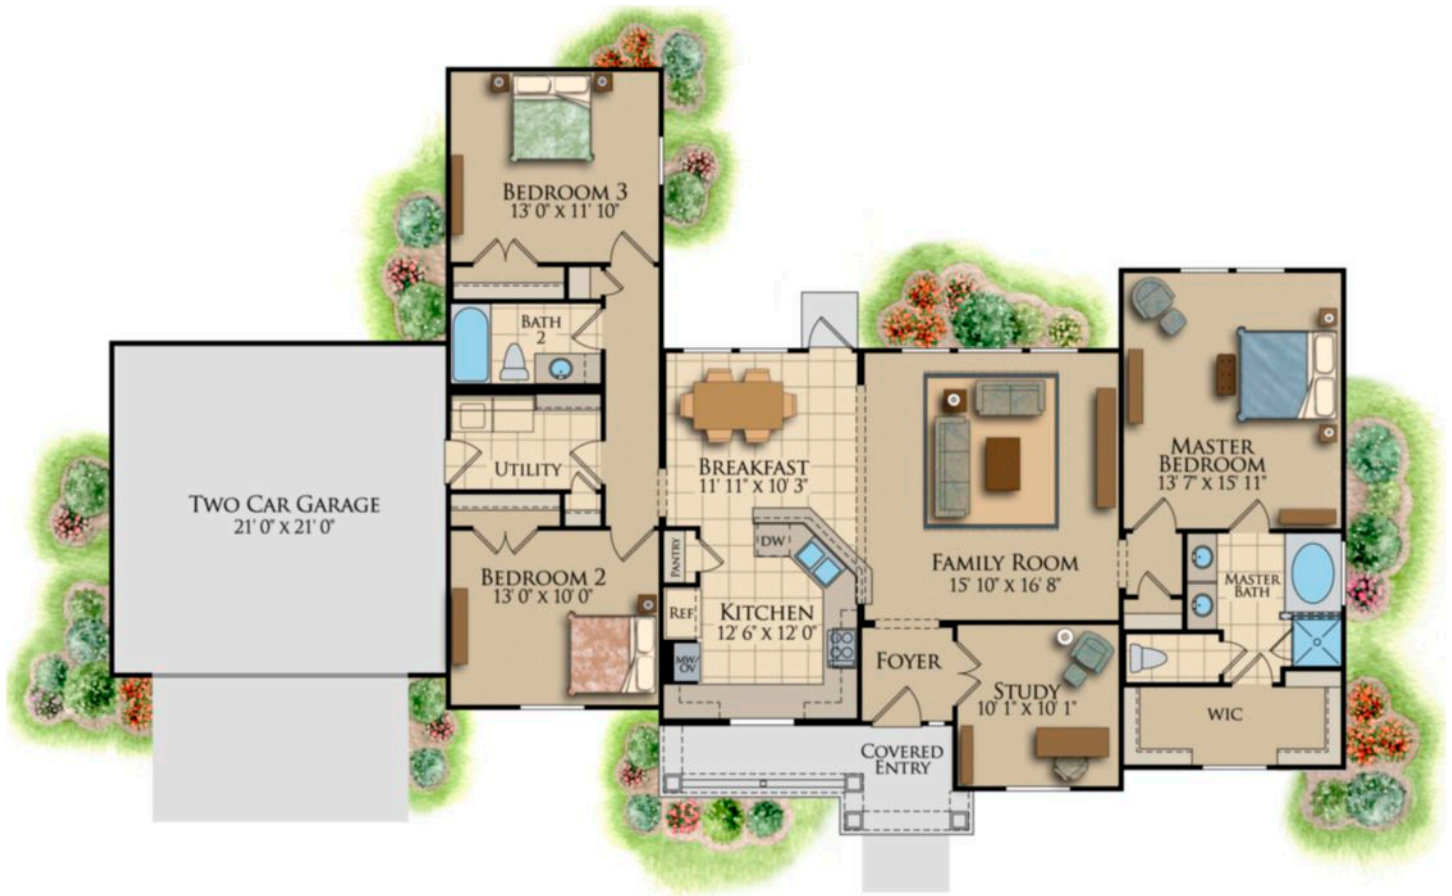 BEDROOM 3
13' 0" X 11' 10"
BATH
2
UTILITY
TWO CAR GARAGE
21' 0" X 21' 0"
BEDROOM 2
13' 0" X 10' 0"
BREAKFAST
11' 11" X 10' 3"
PANTRY
DW
REF
MW/
OV
KITCHEN
12' 6" X 12' 0"
FAMILY ROOM
15' 10" X 16' 8"
FOYER
STUDY
10' 1" X 10' 1"
COVERED
ENTRY
MASTER
BEDROOM
13' 7" X 15' 11"
MASTER
BATH
WIC